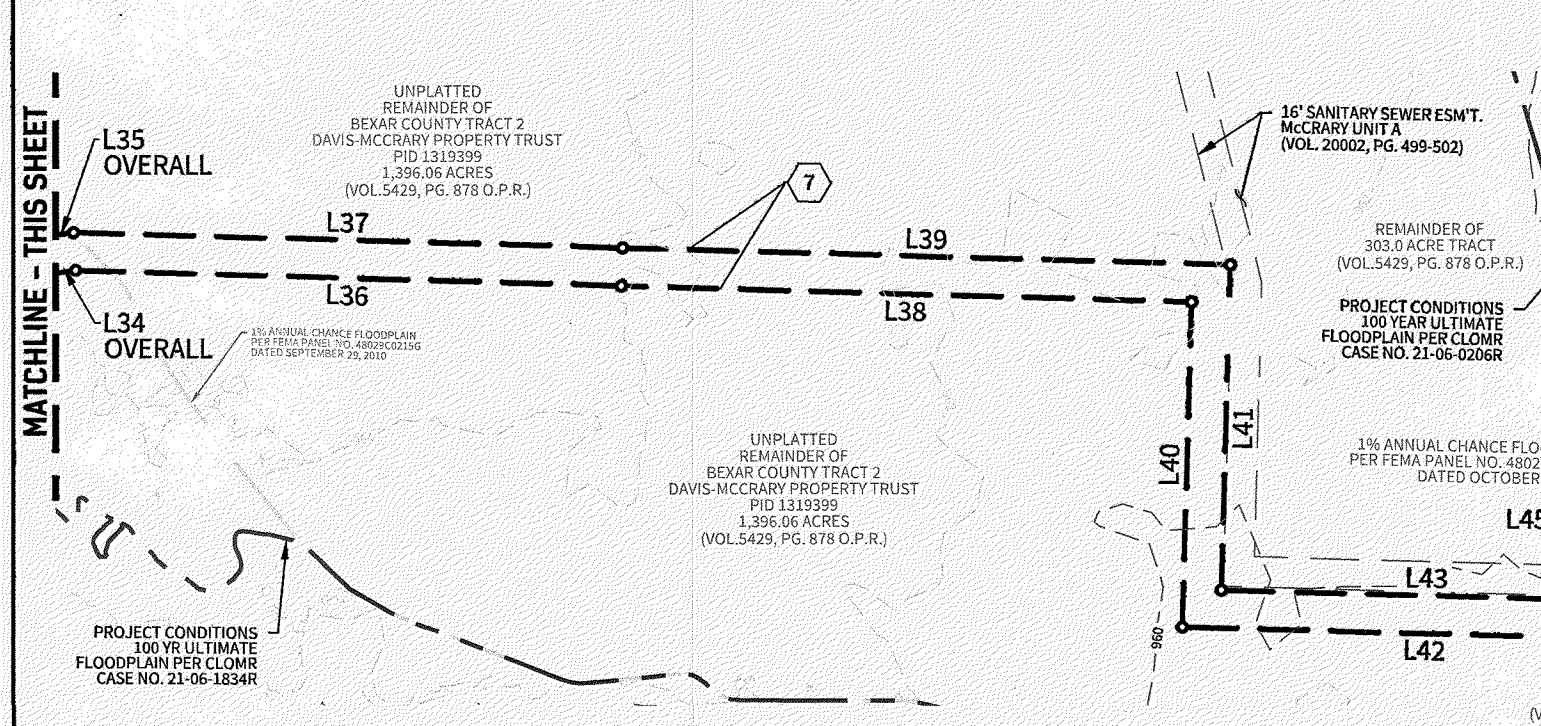 MATCHLINE - THIS SHEET
L35
OVERALL
UNPLATTED
REMAINDER OF
BEXAR COUNTY TRACT 2
DAVIS-MCCRARY PROPERTY TRUST
PID 1319399
1,396.06 ACRES
(VOL.5429, PG. 878 O.P.R.)
7
16' SANITARY SEWER ESM'T.
McCRARY UNIT A
(VOL. 20002, PG. 499-502)
L37
L39
REMAINDER OF
303.0 ACRE TRACT
(VOL.5429, PG. 878 O.P.R.)
L36
L38
L34
OVERALL
1% ANNUAL CHANCE FLOODPLAIN
PER FEMA PANEL NO. 48029C0215G
DATED SEPTEMBER 29, 2010
PROJECT CONDITIONS
100 YEAR ULTIMATE
FLOODPLAIN PER CLOMR
CASE NO. 21-06-0206R
L40
L41
UNPLATTED
REMAINDER OF
BEXAR COUNTY TRACT 2
DAVIS-MCCRARY PROPERTY TRUST
PID 1319399
1,396.06 ACRES
(VOL.5429, PG. 878 O.P.R.)
1% ANNUAL CHANCE FLO
PER FEMA PANEL NO. 4802
DATED OCTOBER
L45
L43
L42
960
PROJECT CONDITIONS
100 YR ULTIMATE
FLOODPLAIN PER CLOMR
CASE NO. 21-06-1834R